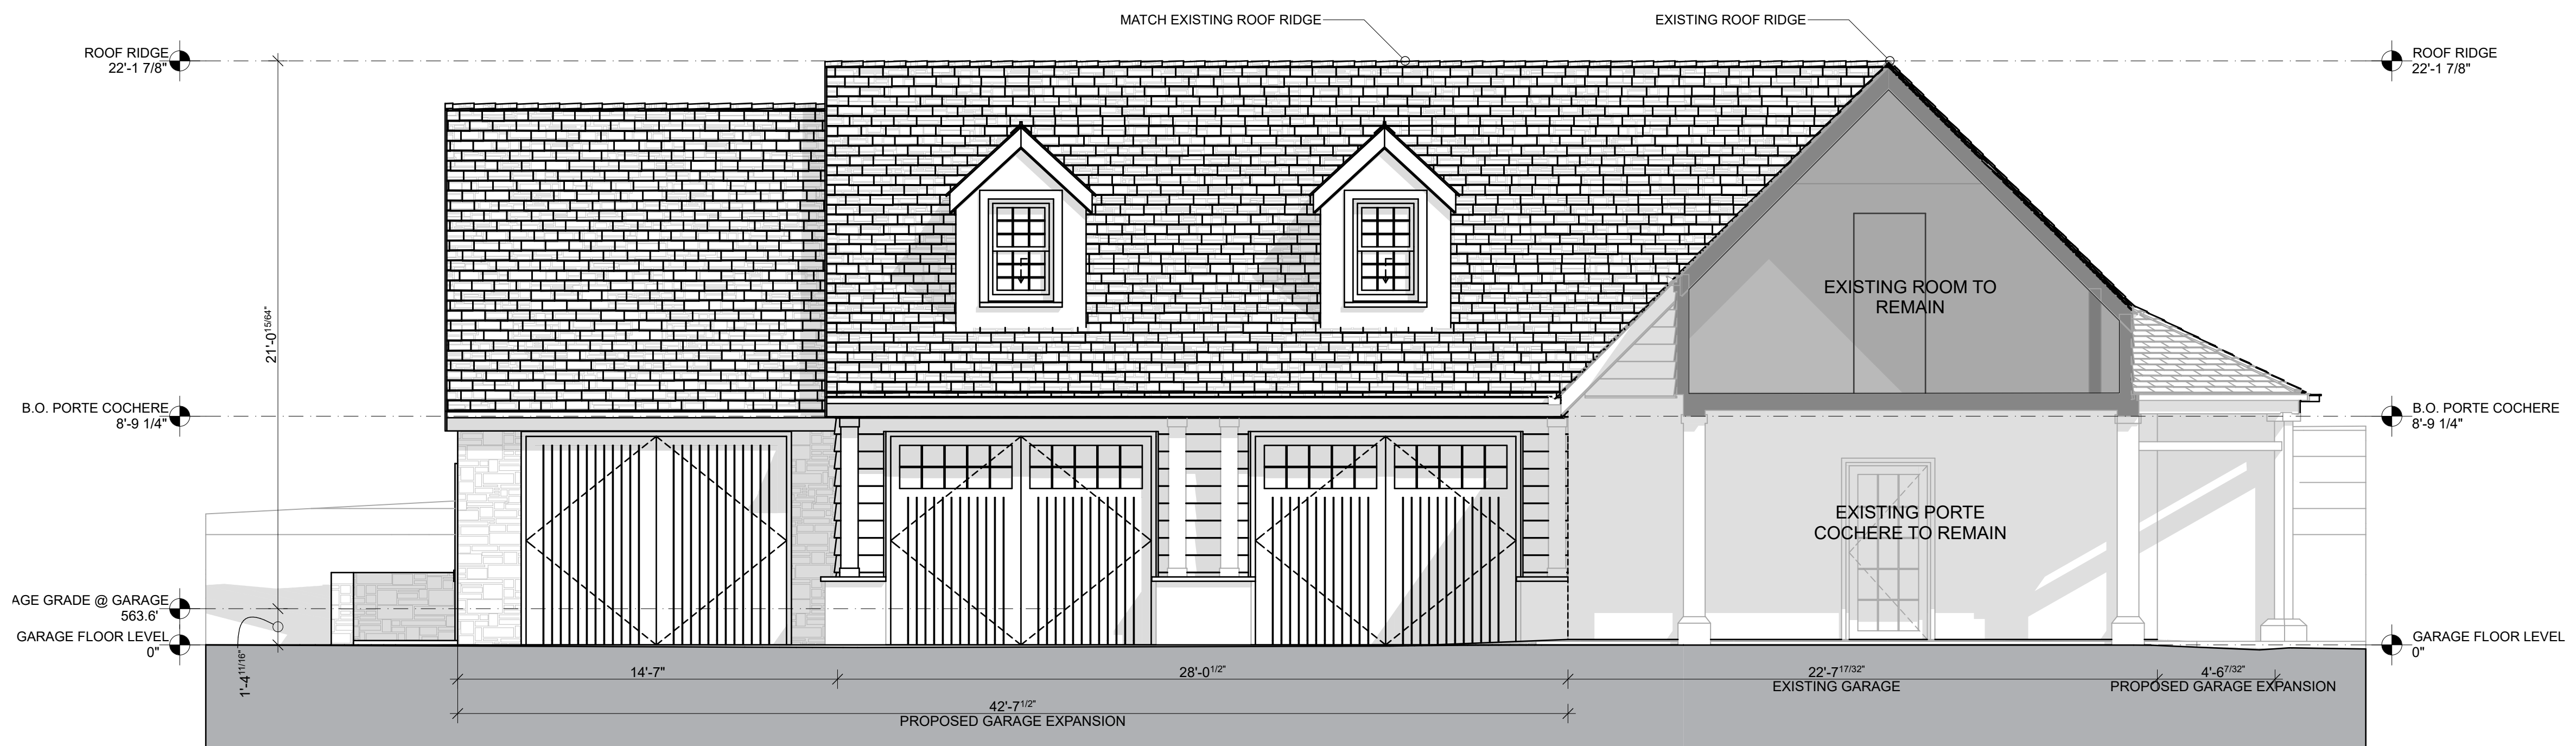 MATCH EXISTING ROOF RIDGE
EXISTING ROOF RIDGE
ROOF RIDGE
22'-1 7/8"
ROOF RIDGE
22'-1 7/8"
21'-0 15/64"
EXISTING ROOM TO
REMAIN
B.O. PORTE COCHERE
8'-9 1/4"
B.O. PORTE COCHERE
8'-9 1/4"
EXISTING PORTE
COCHERE TO REMAIN
AGE GRADE @ GARAGE
563.6'
GARAGE FLOOR LEVEL
0"
GARAGE FLOOR LEVEL
0"
1'-4 11/16"
14'-7"
28'-0 1/2"
22'-7 17/32"
EXISTING GARAGE
4'-6 7/32"
PROPOSED GARAGE EXPANSION
42'-7 1/2"
PROPOSED GARAGE EXPANSION